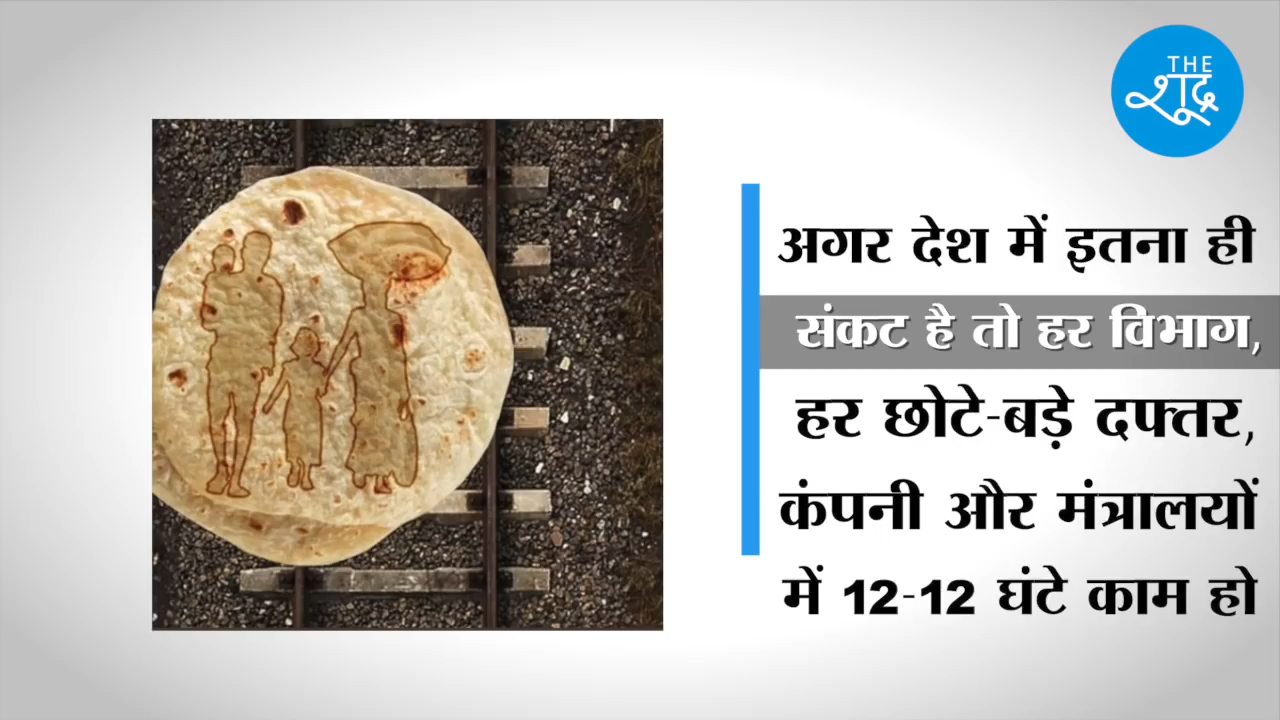 THE
शूद्र
अगर देश में इतना ही
संकट है तो हर विभाग,
हर छोटे-बड़े दफ्तर,
कंपनी और मंत्रालयों
में 12-12 घंटे काम हो